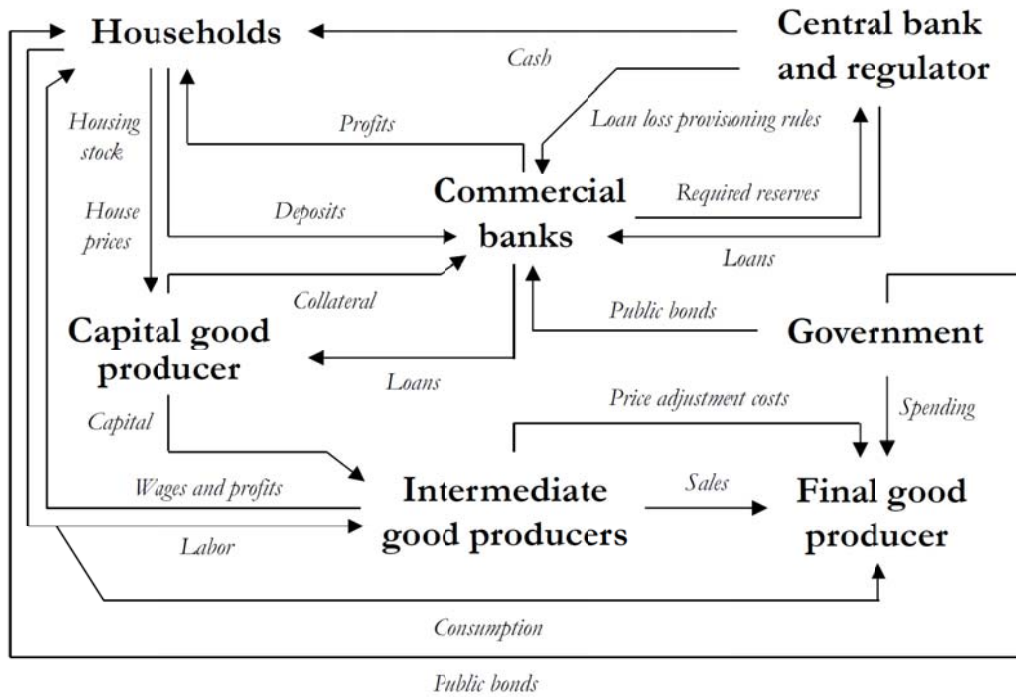 Households
Central bank
and regulator
Cash
Housing
stock
Profits
Loan loss provisioning rules
Commercial
banks
Required reserves
House
prices
Deposits
Loans
Collateral
Public bonds
Capital good
producer
Government
Loans
Price adjustment costs
Capital
Spending
Wages and profits
Intermediate
good producers
Sales
Final good
producer
Labor
Consumption
Public bonds